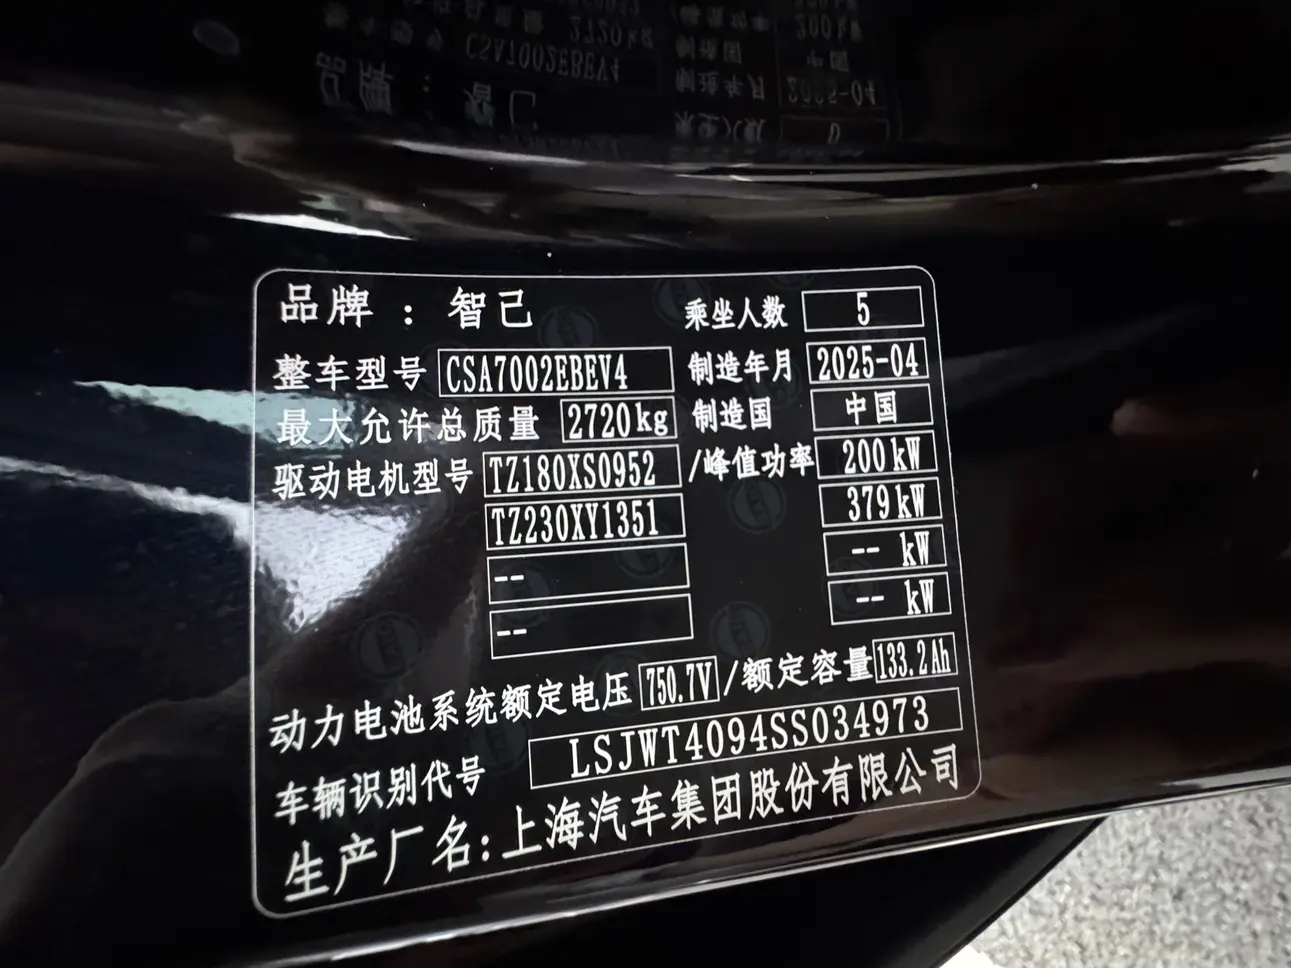 品牌：智己 乘坐人数 5
整车型号 CSA7002EBEV4 制造年月 2025-04
最大允许总质量 2720kg 制造国 中国
驱动电机型号 TZ180XS0952 /峰值功率 200kW
TZ230XY1351 379kW
-- -- kW
-- -- kW
动力电池系统额定电压 750.7V /额定容量 133.2Ah
车辆识别代号 LSJWT4094SS034973
生产厂名:上海汽车集团股份有限公司